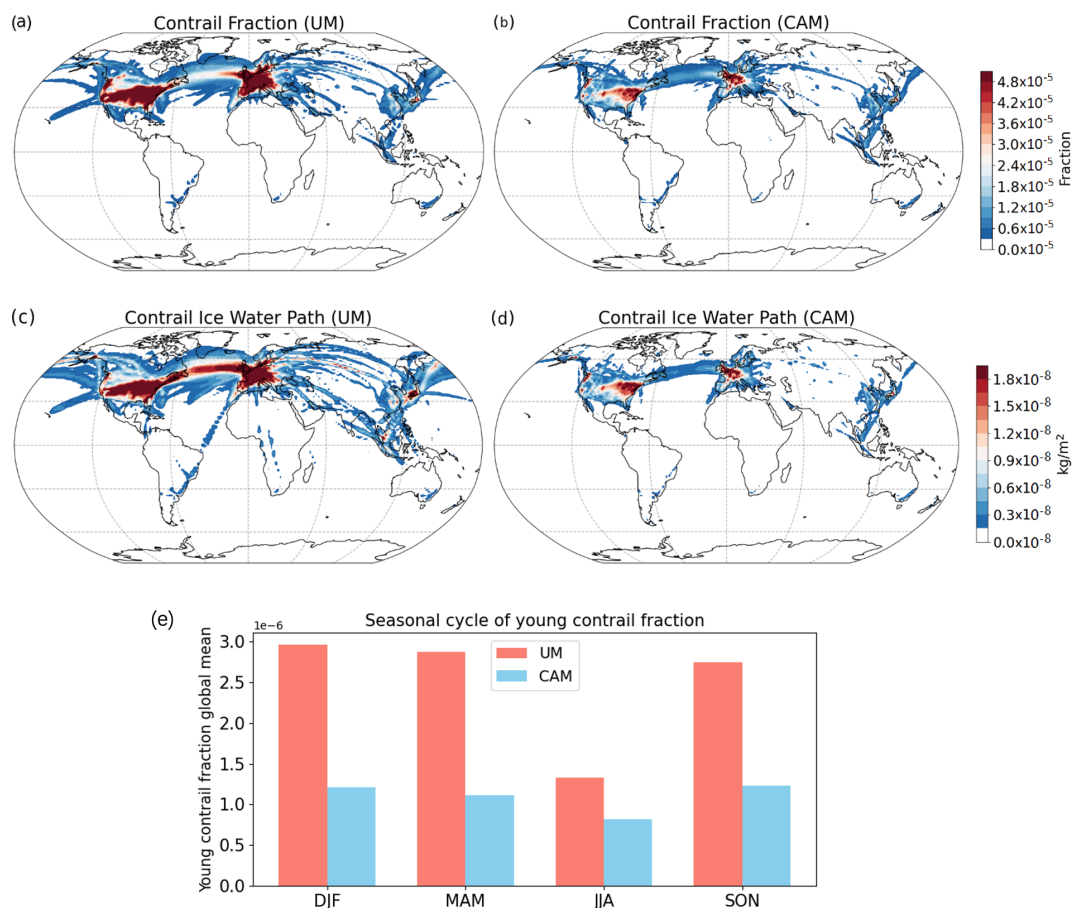 (a)
Contrail Fraction (UM)
(b)
Contrail Fraction (CAM)
4.8x10⁻⁵
4.2x10⁻⁵
3.6x10⁻⁵
3.0x10⁻⁵
2.4x10⁻⁵
1.8x10⁻⁵
1.2x10⁻⁵
0.6x10⁻⁵
0.0x10⁻⁵
Fraction
(c)
Contrail Ice Water Path (UM)
(d)
Contrail Ice Water Path (CAM)
1.8x10⁻⁸
1.5x10⁻⁸
1.2x10⁻⁸
0.9x10⁻⁸
0.6x10⁻⁸
0.3x10⁻⁸
0.0x10⁻⁸
kg/m²
(e)
Seasonal cycle of young contrail fraction
1e−6
Young contrail fraction global mean
3.0
2.5
2.0
1.5
1.0
0.5
0.0
UM
CAM
DJF
MAM
JJA
SON